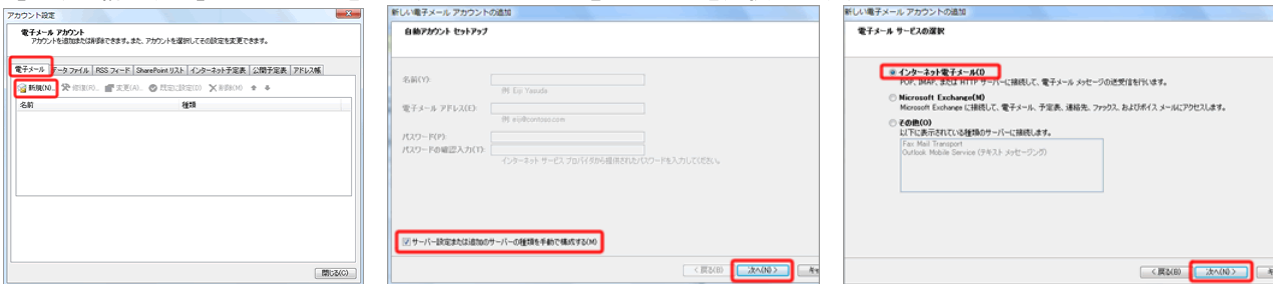 アカウント設定
電子メール アカウント
アカウントを追加または削除できます。また、アカウントを選択してその設定を変更できます。
電子メール データ ファイル RSS フィード SharePoint リスト インターネット予定表 公開予定表 アドレス帳
新規(N)... 修復(R)... 変更(A)... 既定に設定(D) 削除(M)
名前 種類
閉じる(C)
新しい電子メール アカウントの追加
自動アカウント セットアップ
名前(Y):
例: Eiji Yasuda
電子メール アドレス(E):
例: eiji@contoso.com
パスワード(P):
パスワードの確認入力(T):
インターネット サービス プロバイダから提供されたパスワードを入力してください。
サーバー設定または追加のサーバーの種類を手動で構成する(M)
< 戻る(B) 次へ(N) > キャ
新しい電子メール アカウントの追加
電子メール サービスの選択
インターネット電子メール(I)
POP、IMAP、または HTTP サーバーに接続して、電子メール メッセージの送受信を行います。
Microsoft Exchange(M)
Microsoft Exchange に接続して、電子メール、予定表、連絡先、ファックス、およびボイス メールにアクセスします。
その他(O)
以下に表示されている種類のサーバーに接続します。
Fax Mail Transport
Outlook Mobile Service (テキスト メッセージング)
< 戻る(B) 次へ(N) >